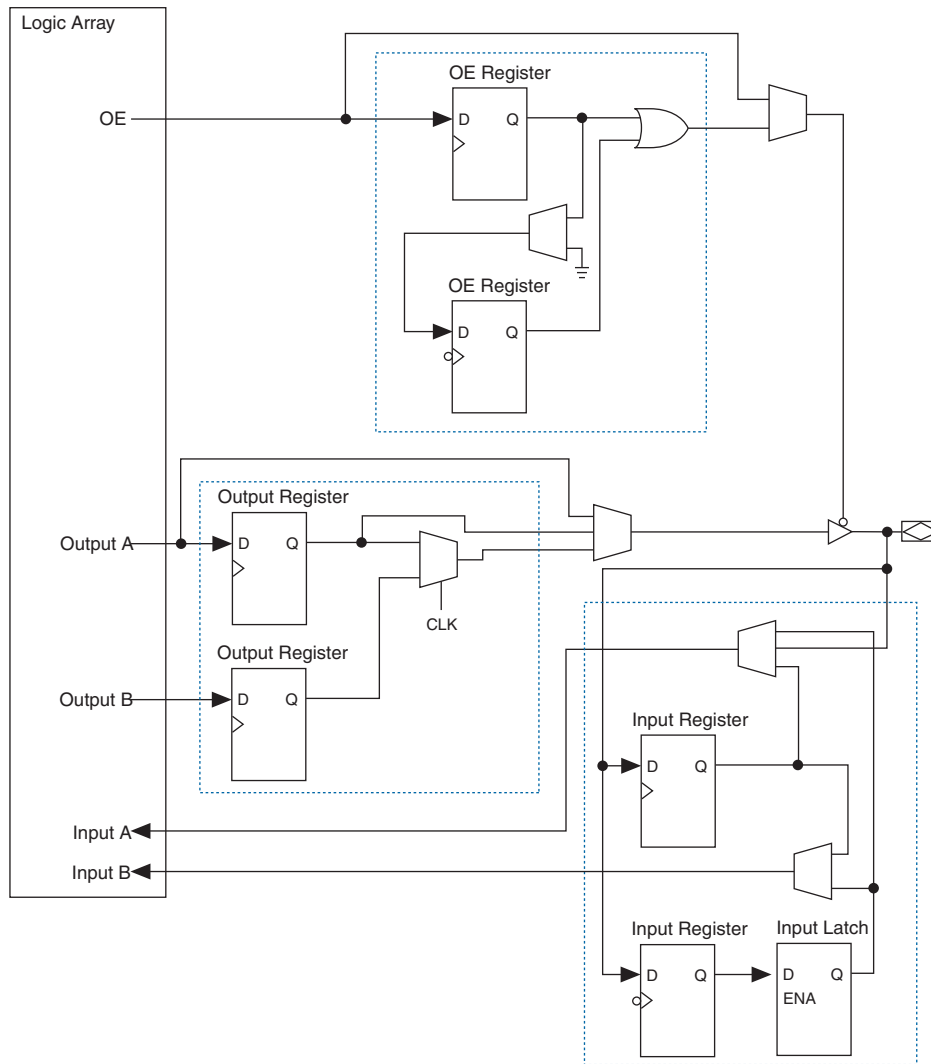 Logic Array
OE
OE Register
D Q
OE Register
D Q
Output A
Output Register
D Q
CLK
Output B
Output Register
D Q
Input A
Input B
Input Register
D Q
Input Register
D Q
Input Latch
D Q
ENA